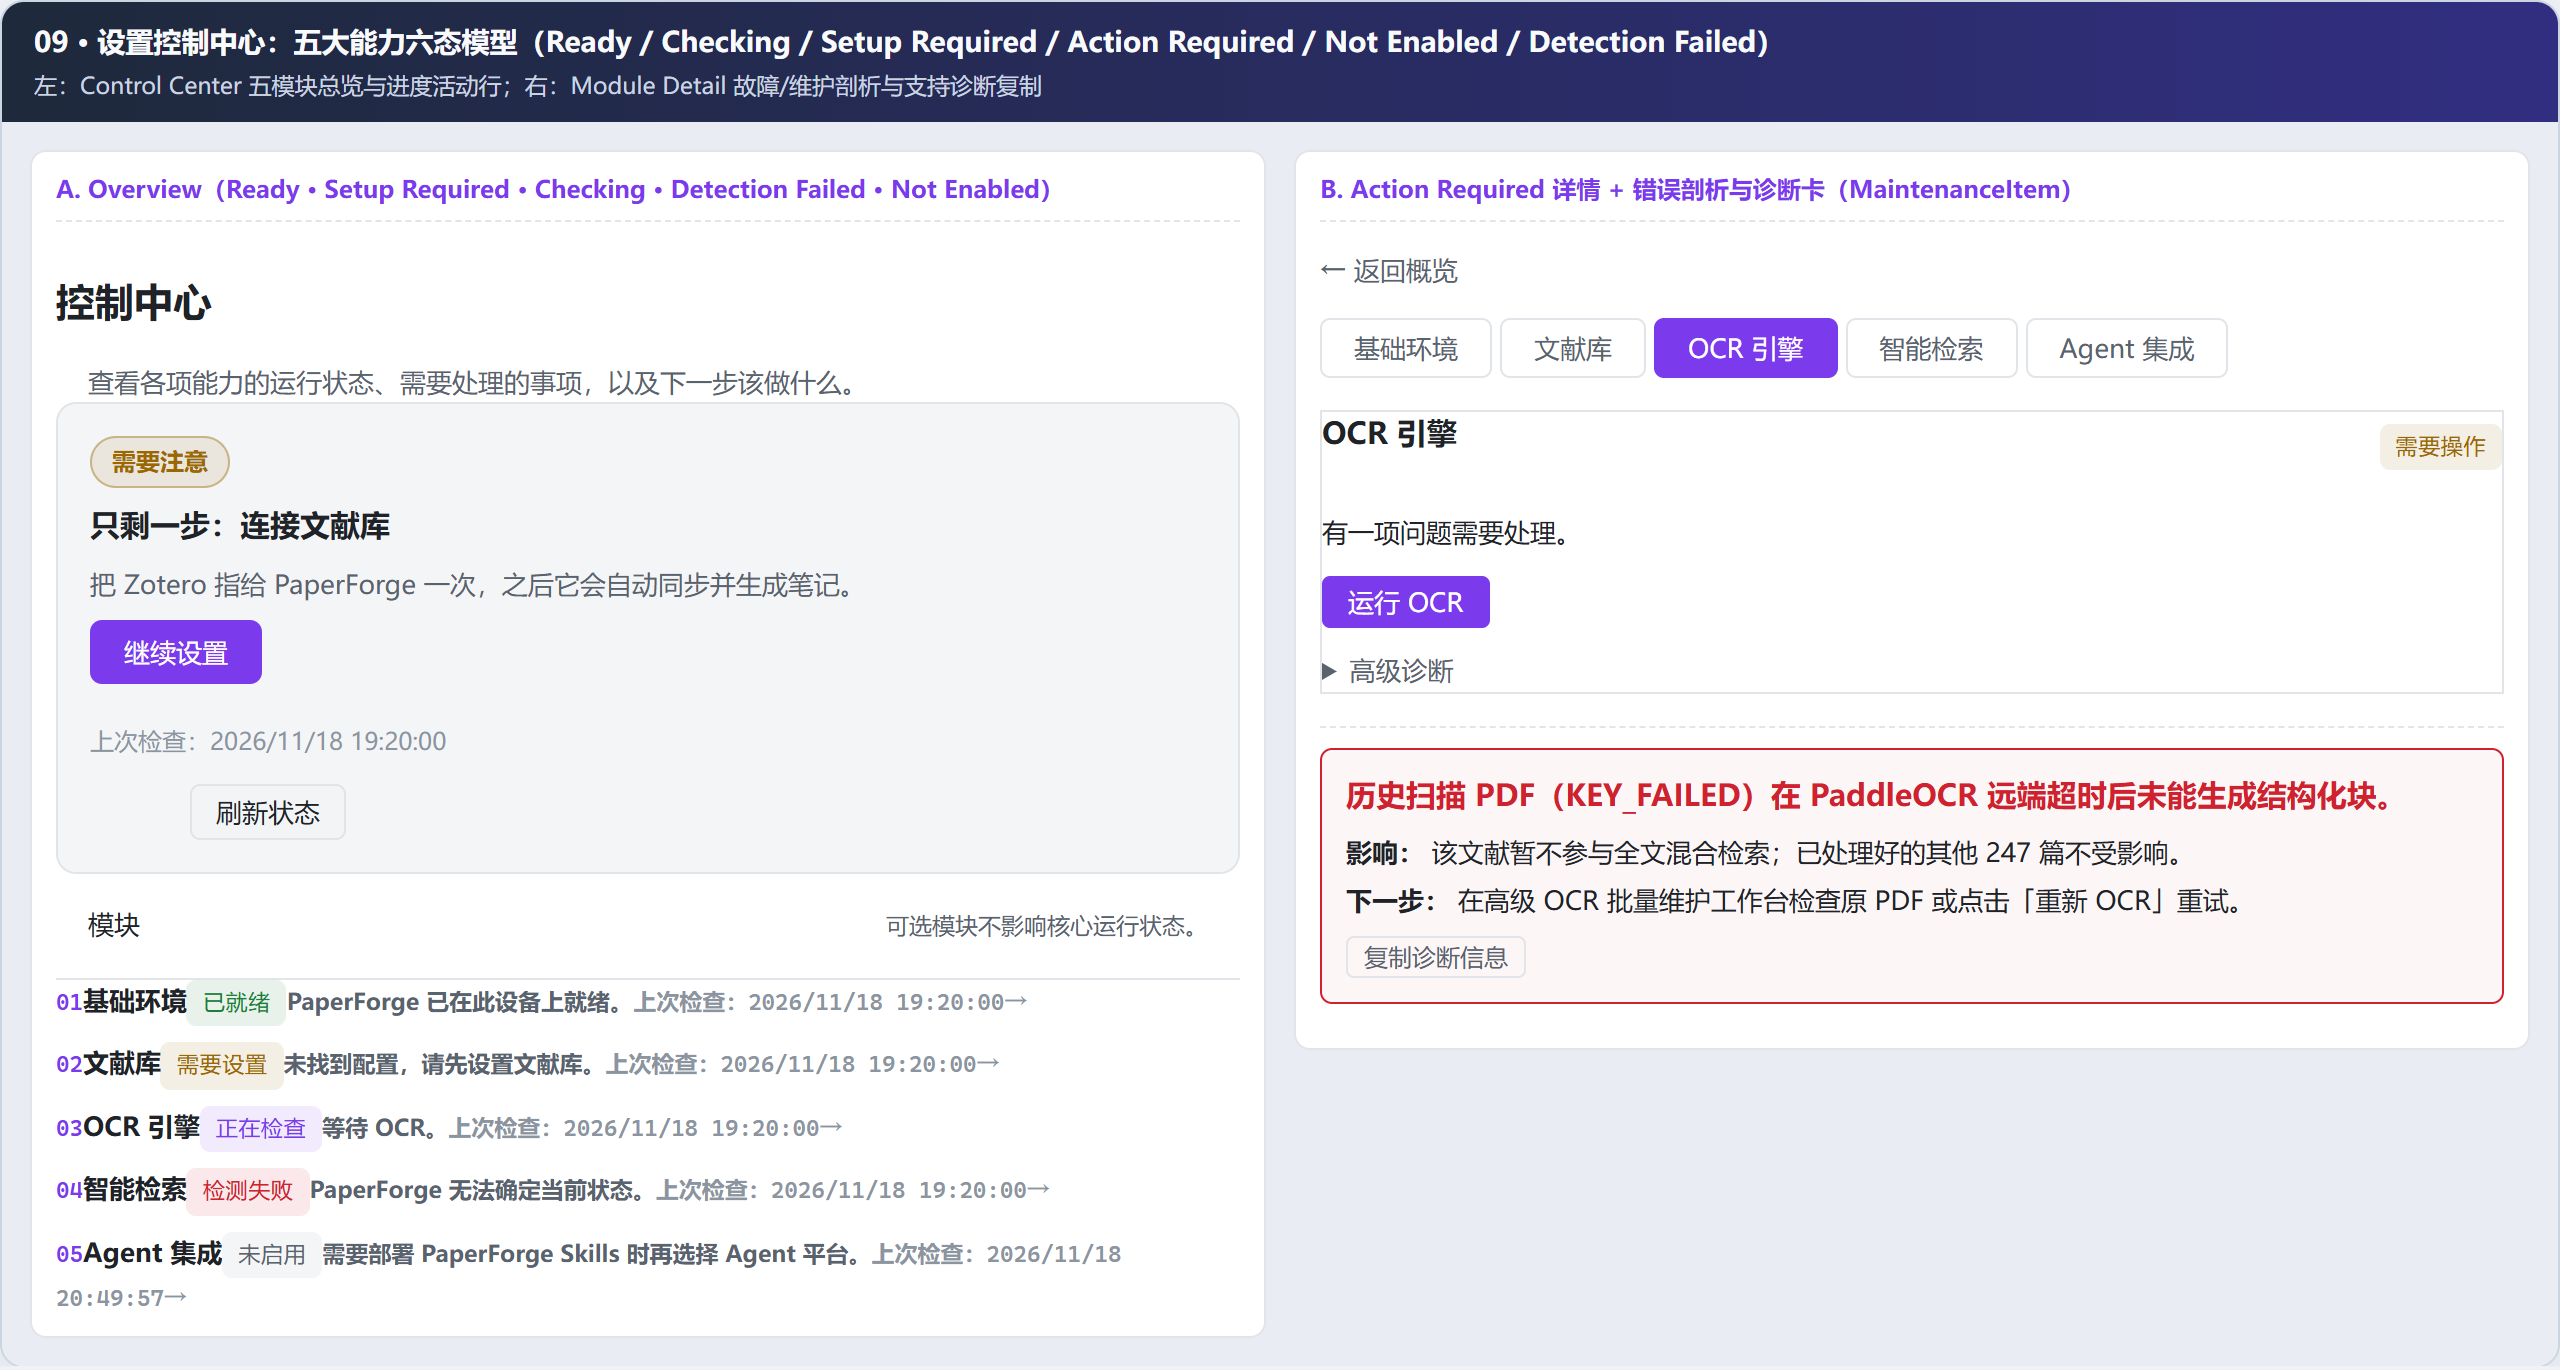 09 • 设置控制中心：五大能力六态模型（Ready / Checking / Setup Required / Action Required / Not Enabled / Detection Failed）
左：Control Center 五模块总览与进度活动行；右：Module Detail 故障/维护剖析与支持诊断复制
A. Overview（Ready • Setup Required • Checking • Detection Failed • Not Enabled）
控制中心
查看各项能力的运行状态、需要处理的事项，以及下一步该做什么。
需要注意
只剩一步：连接文献库
把 Zotero 指给 PaperForge 一次，之后它会自动同步并生成笔记。
继续设置
上次检查：2026/11/18 19:20:00
刷新状态
模块
可选模块不影响核心运行状态。
01基础环境 已就绪 PaperForge 已在此设备上就绪。上次检查：2026/11/18 19:20:00→
02文献库 需要设置 未找到配置，请先设置文献库。上次检查：2026/11/18 19:20:00→
03OCR 引擎 正在检查 等待 OCR。上次检查：2026/11/18 19:20:00→
04智能检索 检测失败 PaperForge 无法确定当前状态。上次检查：2026/11/18 19:20:00→
05Agent 集成 未启用 需要部署 PaperForge Skills 时再选择 Agent 平台。上次检查：2026/11/18
20:49:57→
B. Action Required 详情 + 错误剖析与诊断卡（MaintenanceItem）
← 返回概览
基础环境 文献库 OCR 引擎 智能检索 Agent 集成
OCR 引擎
需要操作
有一项问题需要处理。
运行 OCR
▶ 高级诊断
历史扫描 PDF（KEY_FAILED）在 PaddleOCR 远端超时后未能生成结构化块。
影响： 该文献暂不参与全文混合检索；已处理好的其他 247 篇不受影响。
下一步： 在高级 OCR 批量维护工作台检查原 PDF 或点击「重新 OCR」重试。
复制诊断信息